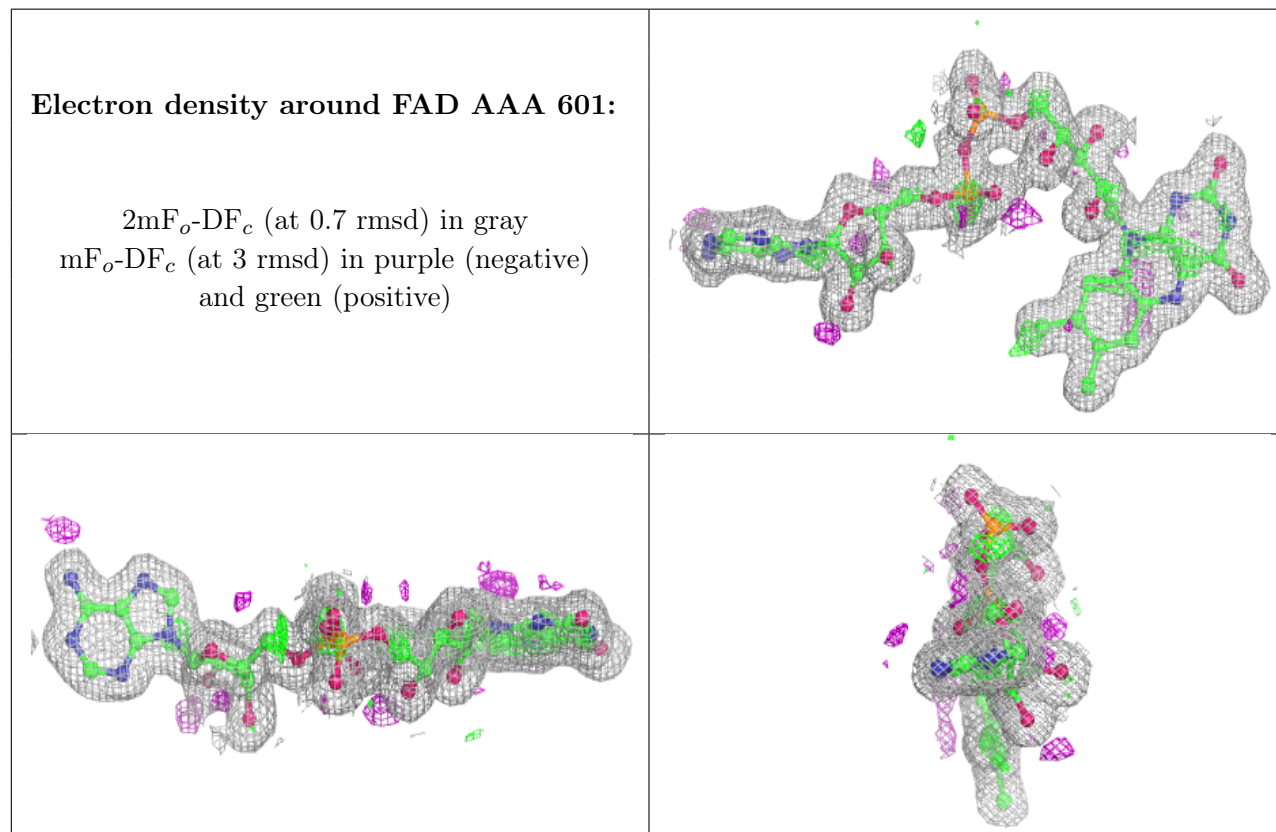 Electron density around FAD AAA 601:
2mFo-DFc (at 0.7 rmsd) in gray
mFo-DFc (at 3 rmsd) in purple (negative)
and green (positive)